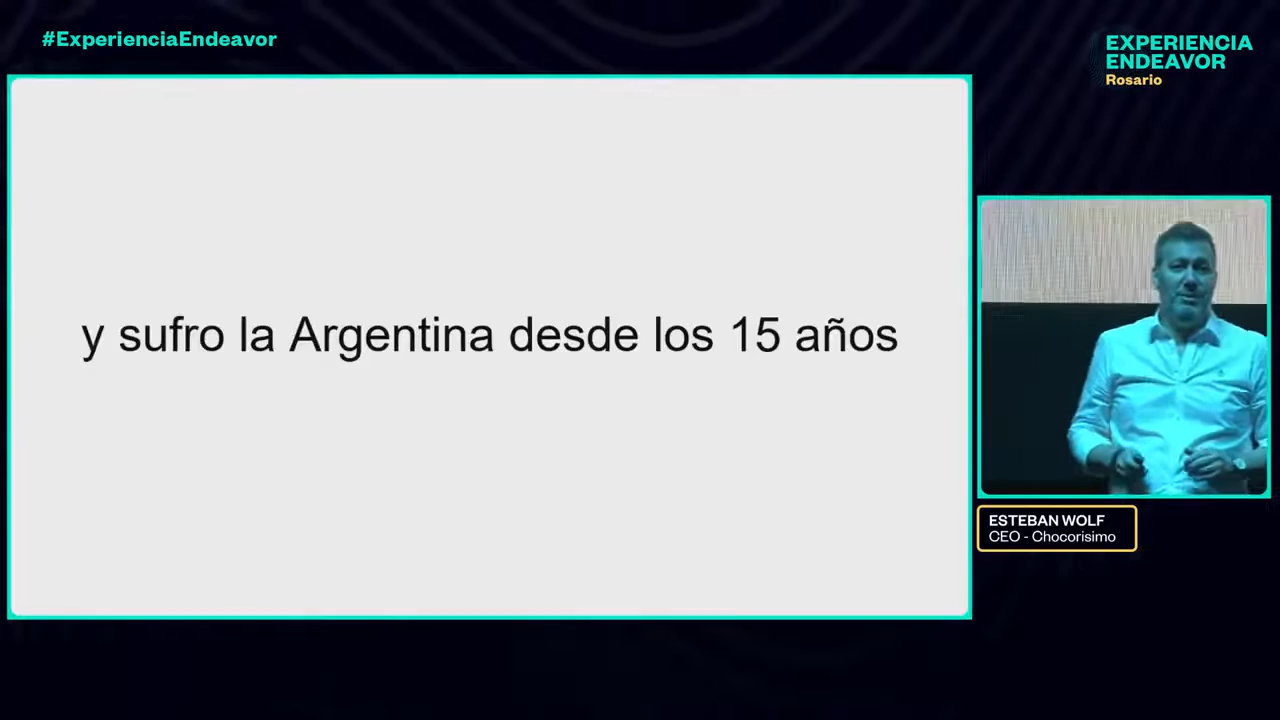 #ExperienciaEndeavor
EXPERIENCIA
ENDEAVOR
Rosario
y sufro la Argentina desde los 15 años
ESTEBAN WOLF
CEO - Chocorisimo